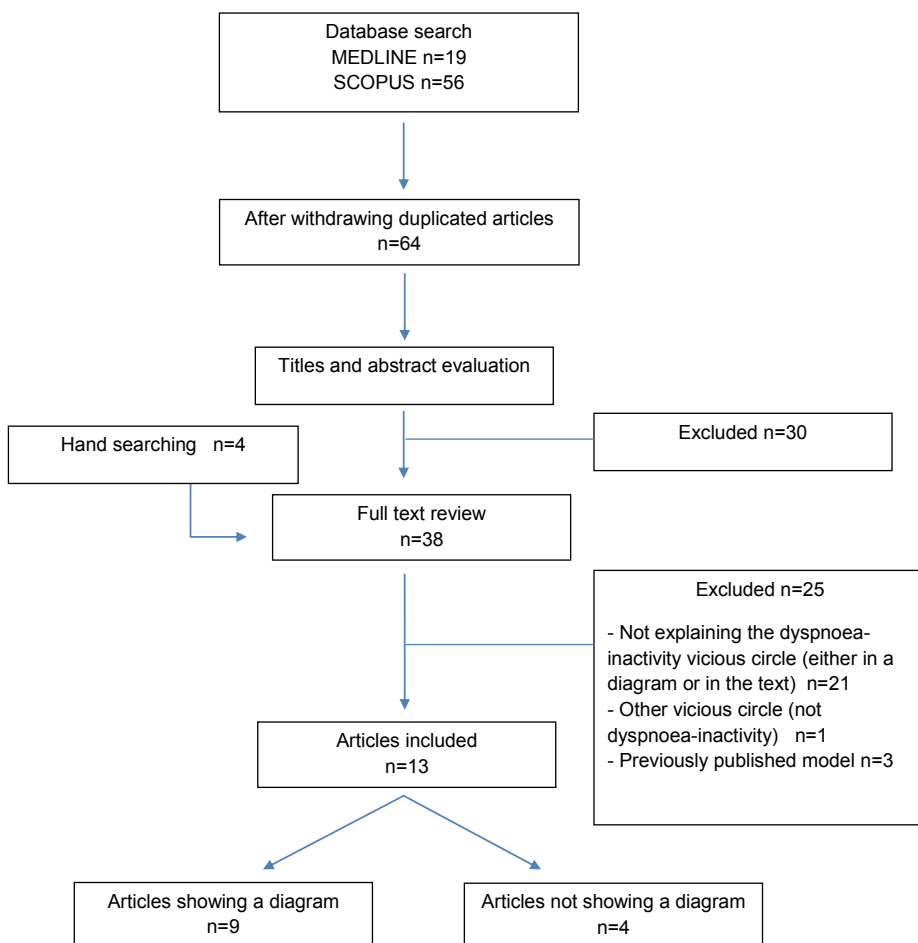 Database search
MEDLINE n=19
SCOPUS n=56
After withdrawing duplicated articles
n=64
Titles and abstract evaluation
Excluded n=30
Hand searching n=4
Full text review
n=38
Excluded n=25
- Not explaining the dyspnoea-
inactivity vicious circle (either in a
diagram or in the text) n=21
- Other vicious circle (not
dyspnoea-inactivity) n=1
- Previously published model n=3
Articles included
n=13
Articles showing a diagram
n=9
Articles not showing a diagram
n=4